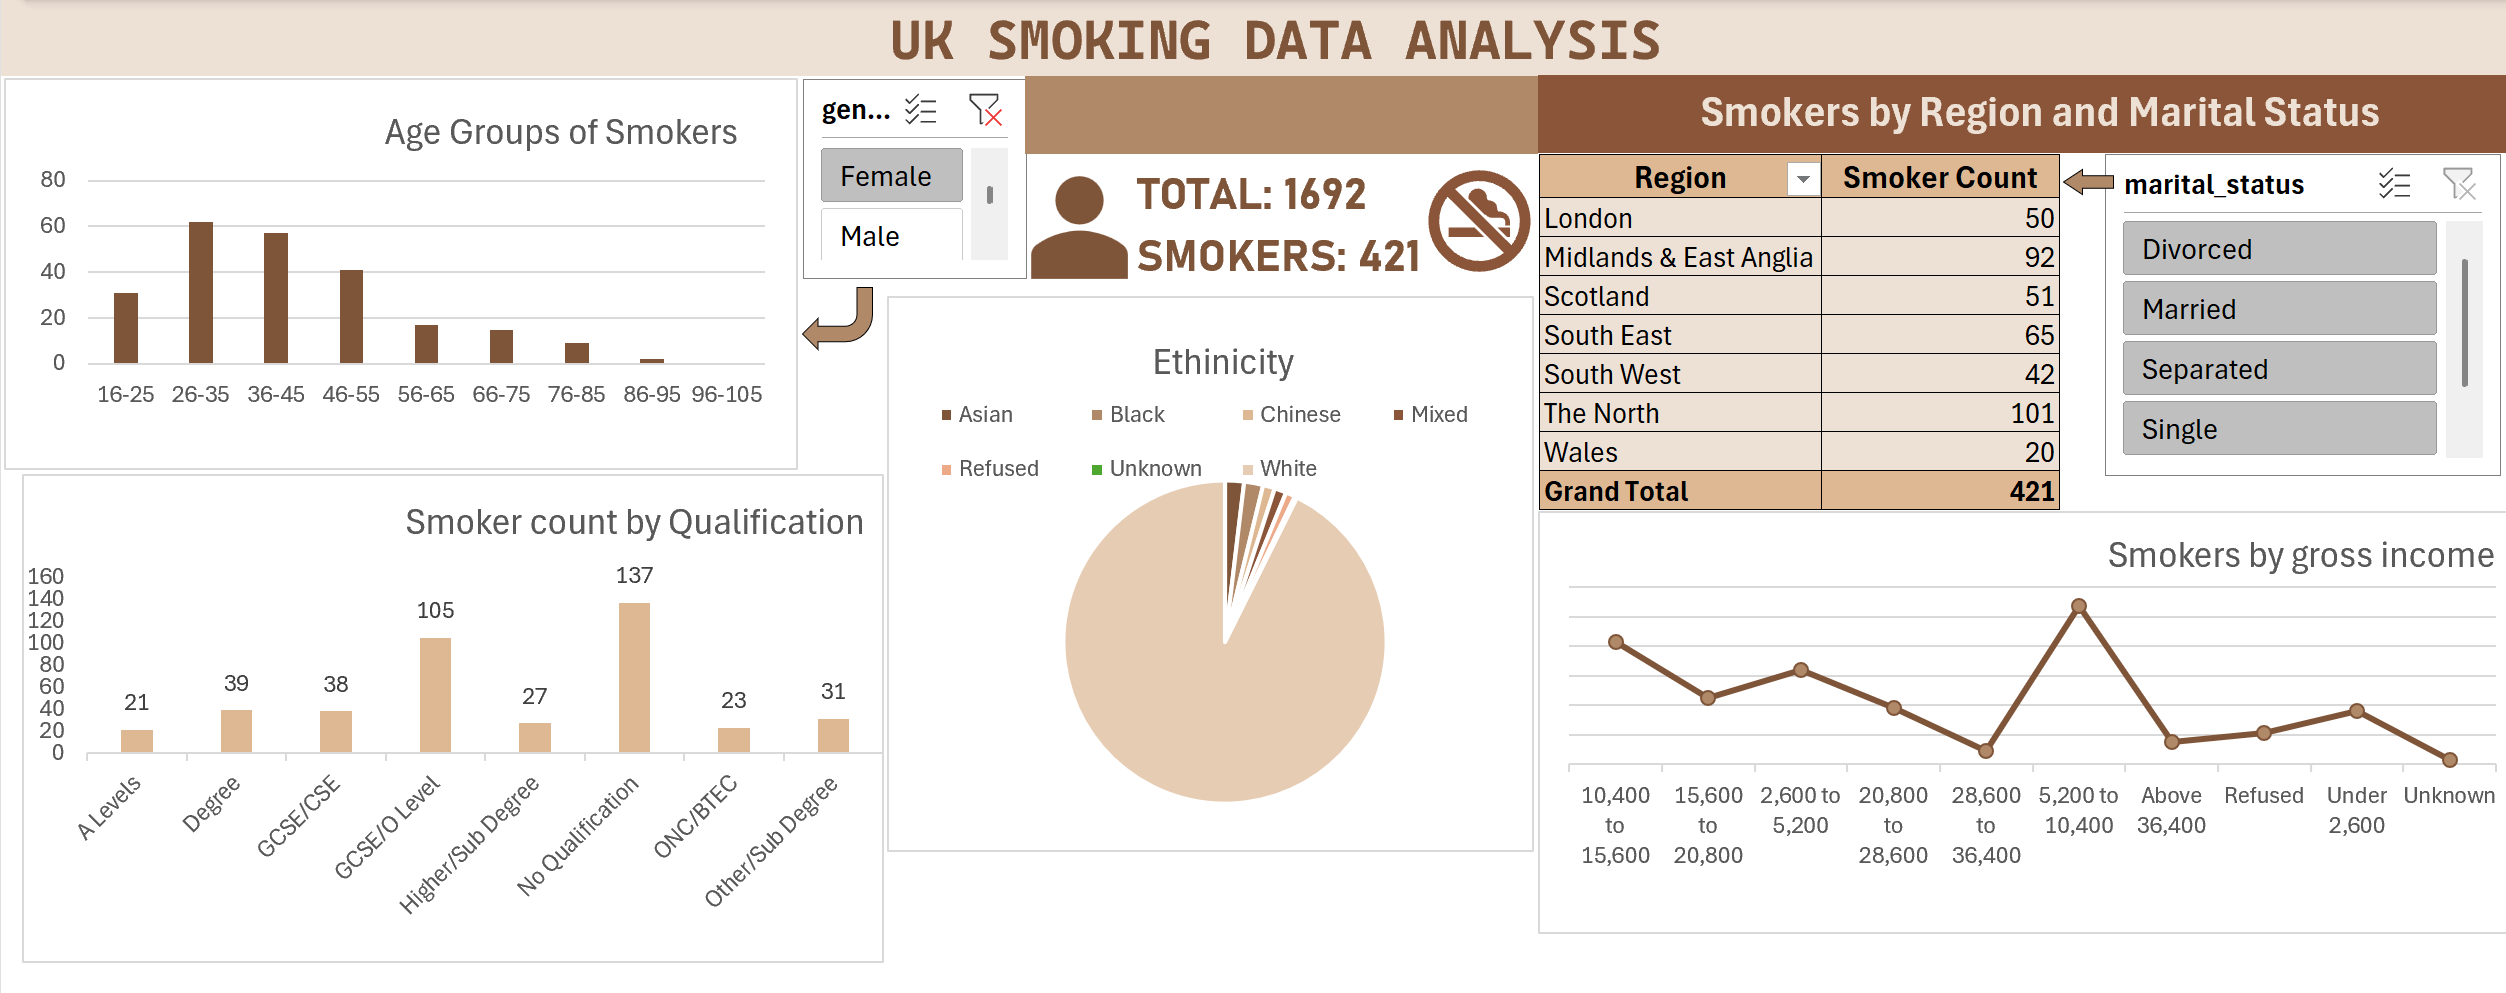 UK SMOKING DATA ANALYSIS
Age Groups of Smokers
80
60
40
20
0
16-25 26-35 36-45 46-55 56-65 66-75 76-85 86-95 96-105
gen...
Female
Male
TOTAL: 1692
SMOKERS: 421
Smokers by Region and Marital Status
Region Smoker Count
London 50
Midlands & East Anglia 92
Scotland 51
South East 65
South West 42
The North 101
Wales 20
Grand Total 421
marital_status
Divorced
Married
Separated
Single
Smoker count by Qualification
160
140
120
100
80
60
40
20
0
21 39 38 105 27 137 23 31
A Levels
Degree
GCSE/CSE
GCSE/O Level
Higher/Sub Degree
No Qualification
ONC/BTEC
Other/Sub Degree
Ethinicity
Asian Black Chinese Mixed
Refused Unknown White
Smokers by gross income
10,400 to 15,600
15,600 to 20,800
2,600 to 5,200
20,800 to 28,600
28,600 to 36,400
5,200 to 10,400
Above 36,400
Refused
Under 2,600
Unknown